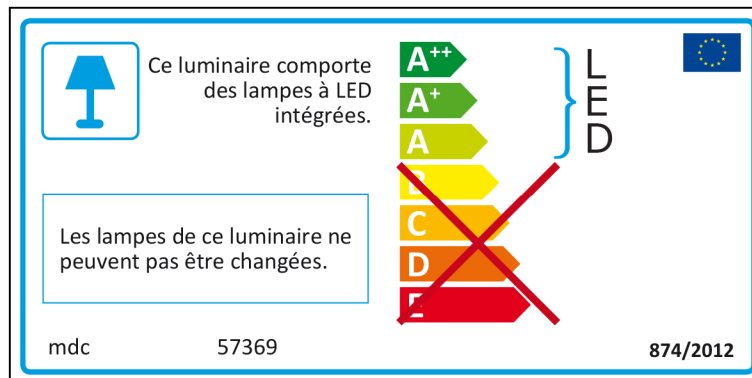 Ce luminaire comporte
des lampes à LED
intégrées.
A++
A+
A
B
C
D
E
L
E
D
Les lampes de ce luminaire ne
peuvent pas être changées.
mdc 57369
874/2012